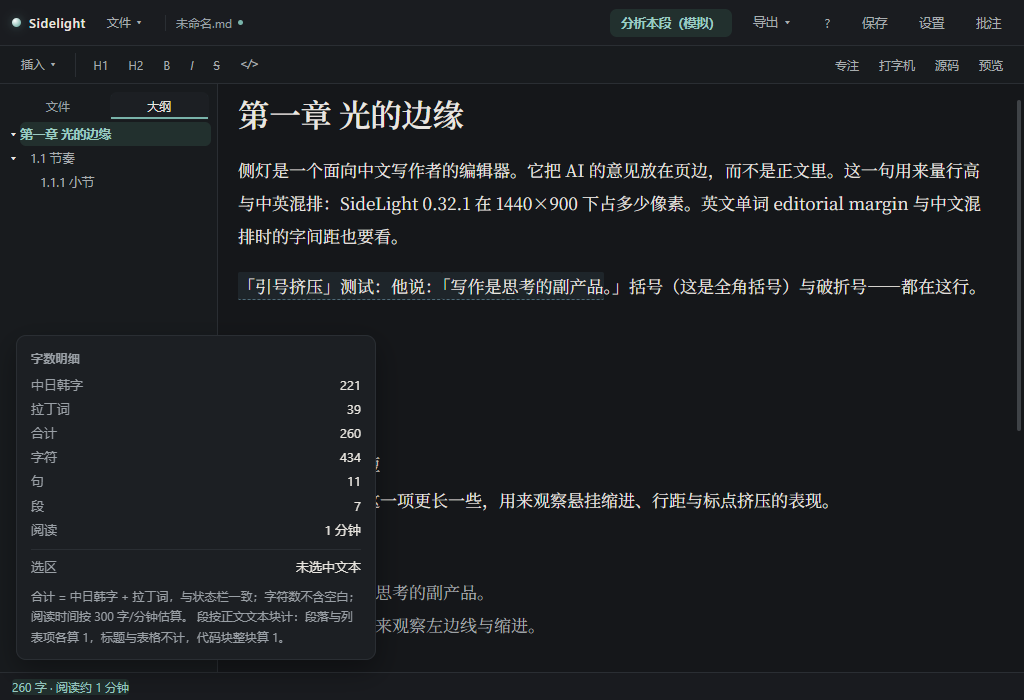 Sidelight 文件 未命名.md 分析本段（模拟） 导出 ? 保存 设置 批注
插入 H1 H2 B I S </> 专注 打字机 源码 预览
文件 大纲
第一章 光的边缘
1.1 节奏
1.1.1 小节
第一章 光的边缘
侧灯是一个面向中文写作者的编辑器。它把 AI 的意见放在页边，而不是正文里。这一句用来量行高
与中英混排：SideLight 0.32.1 在 1440×900 下占多少像素。英文单词 editorial margin 与中文混
排时的字间距也要看。
「引号挤压」测试：他说：「写作是思考的副产品。」括号（这是全角括号）与破折号——都在这行。
一项更长一些，用来观察悬挂缩进、行距与标点挤压的表现。
思考的副产品。
来观察左边线与缩进。
字数明细
中日韩字 221
拉丁词 39
合计 260
字符 434
句 11
段 7
阅读 1 分钟
选区 未选中文本
合计 = 中日韩字 + 拉丁词，与状态栏一致；字符数不含空白；
阅读时间按 300 字/分钟估算。 段按正文文本块计：段落与列
表项各算 1，标题与表格不计，代码块整块算 1。
260 字 · 阅读约 1 分钟